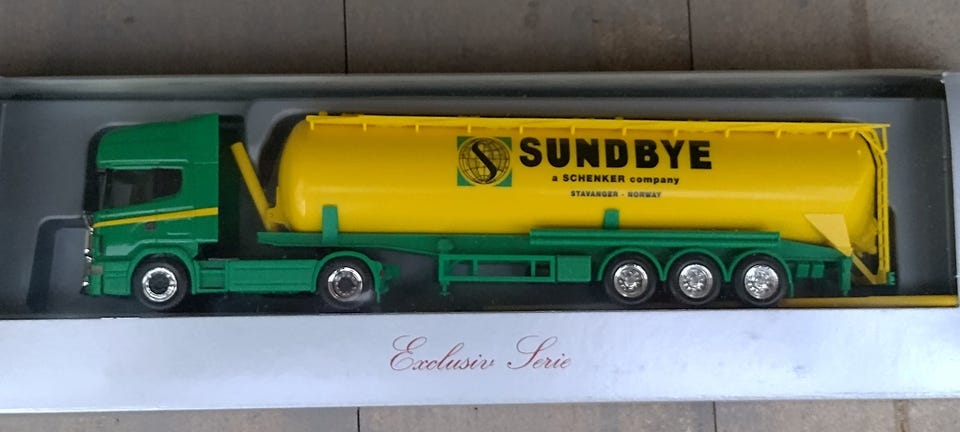 SUNDBYE
a SCHENKER company
STAVANGER - NORWAY
Exclusiv Serie